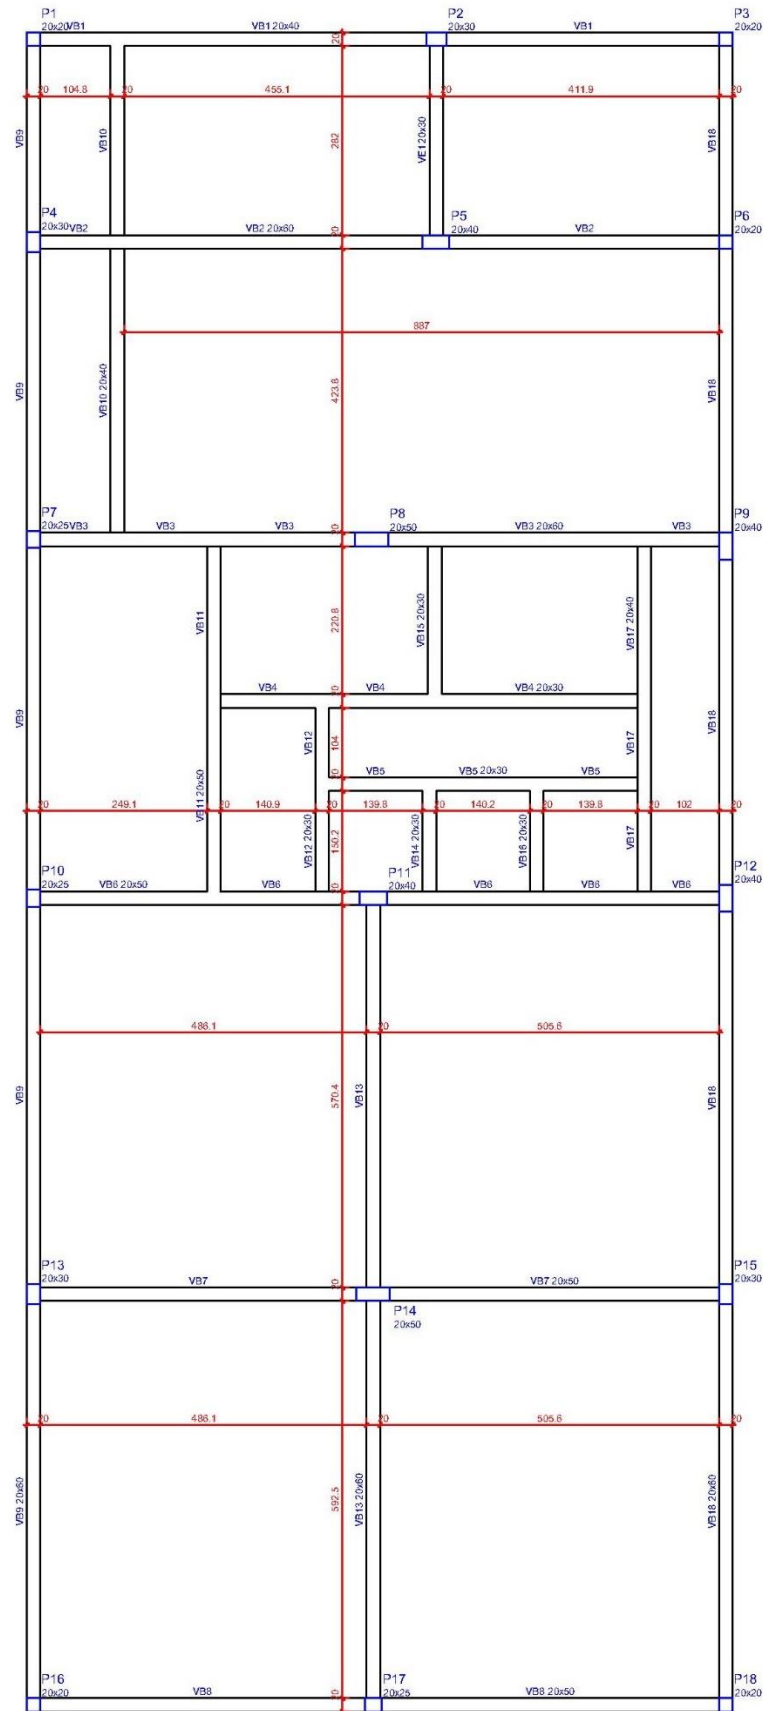 P1
20x20
VB1
VB1 20x40
P2
20x30
VB1
P3
20x20
20
20
104.8
20
455.1
20
411.9
20
VB9
VB10
282
VE1 20x30
VB18
P4
20x30
VB2
VB2 20x60
20
P5
20x40
VB2
P6
20x20
887
VB9
VB10 20x40
423.8
VB18
P7
20x25
VB3
VB3
VB3
20
P8
20x50
VB3 20x60
VB3
P9
20x40
VB11
220.8
VB15 20x30
VB17 20x40
VB4
20
VB4
VB4 20x30
VB9
VB12
104
VB17
VB18
20
VB5
VB5 20x30
VB5
20
249.1
VB11 20x50
20
140.9
20
139.8
20
140.2
20
139.8
20
102
20
VB12 20x30
150.2
VB14 20x30
VB16 20x30
VB17
P10
20x25
VB6 20x50
VB6
20
P11
20x40
VB6
VB6
VB6
P12
20x40
486.1
20
505.6
VB9
570.4
VB13
VB18
P13
20x30
VB7
20
VB7 20x50
P15
20x30
P14
20x50
20
486.1
20
505.6
20
VB9 20x60
592.5
VB13 20x60
VB18 20x60
P16
20x20
VB8
20
P17
20x25
VB8 20x50
P18
20x20